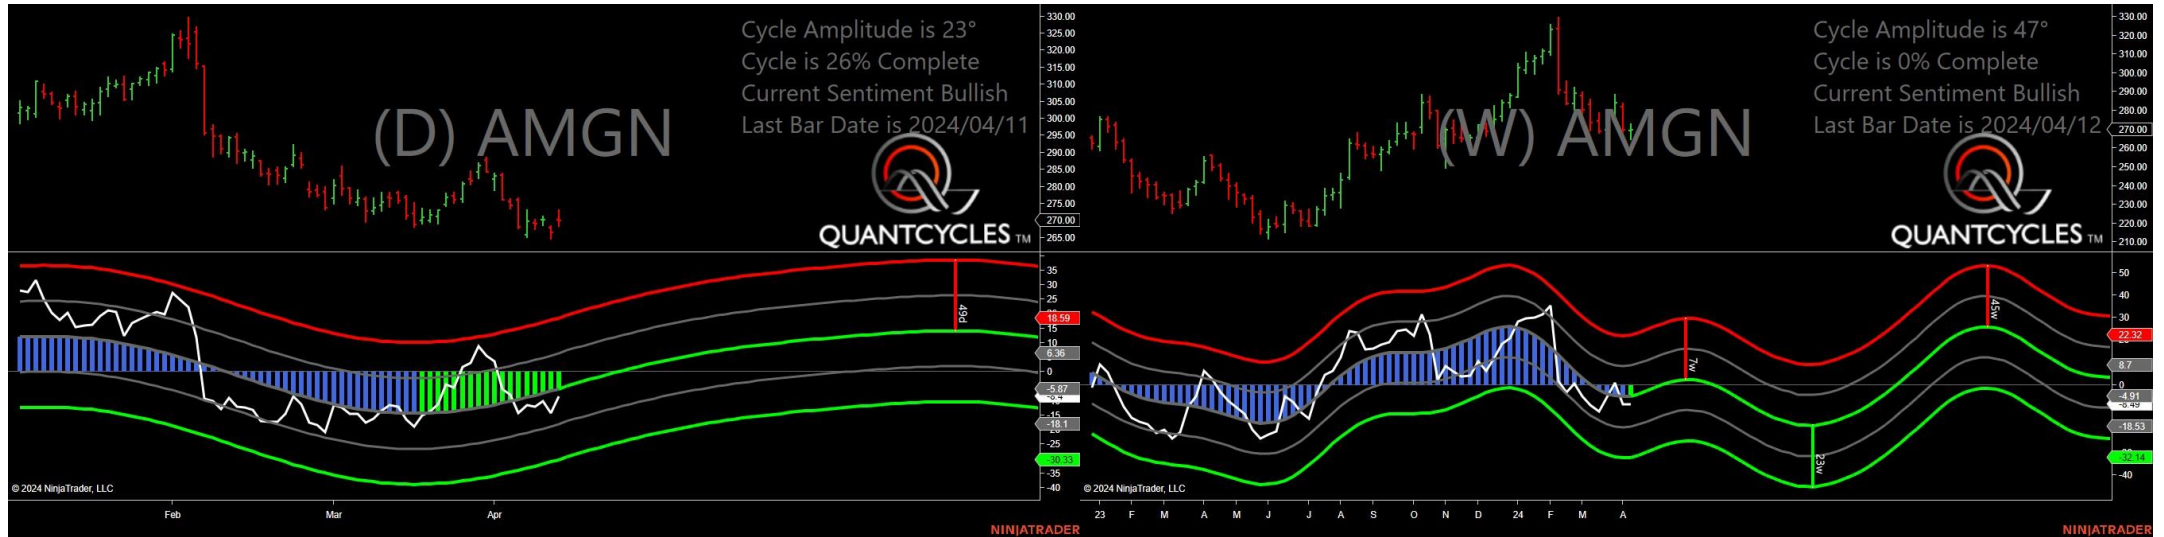 Cycle Amplitude is 23°
Cycle is 26% Complete
Current Sentiment Bullish
Last Bar Date is 2024/04/11
(D) AMGN
QUANTCYCLES TM
330.00
325.00
320.00
315.00
310.00
305.00
300.00
295.00
290.00
285.00
280.00
275.00
270.00
265.00
49d
35
30
25
20
18.59
15
10
6.36
0
-5.87
-8.4
-15
-18.1
-25
-30.33
-35
-40
© 2024 NinjaTrader, LLC
Feb Mar Apr
NINJATRADER
Cycle Amplitude is 47°
Cycle is 0% Complete
Current Sentiment Bullish
Last Bar Date is 2024/04/12
(W) AMGN
QUANTCYCLES TM
330.00
320.00
310.00
300.00
290.00
280.00
270.00
260.00
250.00
240.00
230.00
220.00
210.00
7w
23w
45w
50
40
30
22.32
8.7
0
-4.91
-8.49
-18.53
-32.14
-40
© 2024 NinjaTrader, LLC
23 F M A M J J A S O N D 24 F M A
NINJATRADER